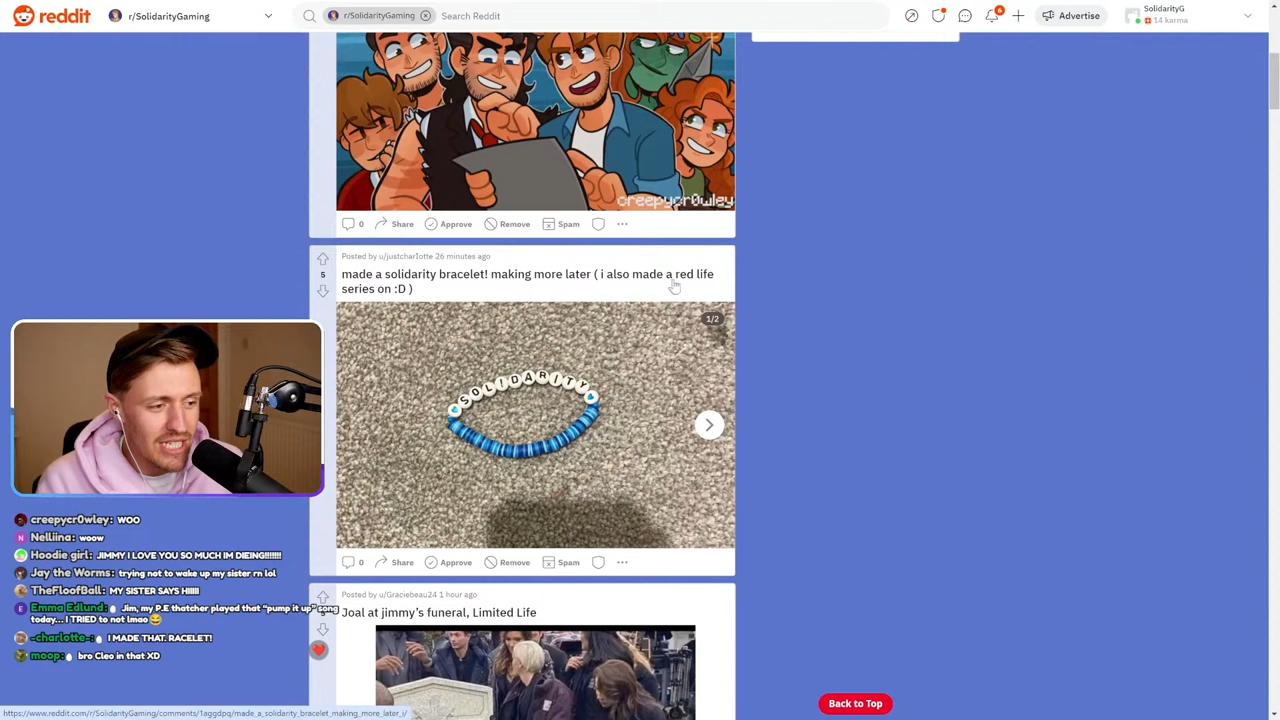 reddit
r/SolidarityGaming
r/SolidarityGaming
Search Reddit
6
Advertise
SolidarityG
14 karma
creepycr0wley
0
Share
Approve
Remove
Spam
Posted by u/justcharlotte 26 minutes ago
5
made a solidarity bracelet! making more later ( i also made a red life
series on :D )
1/2
SOLIDARITY
0
Share
Approve
Remove
Spam
Posted by u/Graciebeau24 1 hour ago
Joal at jimmy's funeral, Limited Life
creepycr0wley: WOO
Nelliina: woow
Hoodie girl: JIMMY I LOVE YOU SO MUCH IM DIEING!!!!!!!
Jay the Worms: trying not to wake up my sister rn lol
TheFloofBall: MY SISTER SAYS HIIIII
Emma Edlund: Jim, my P.E thatcher played that “pump it up” song
today... I TRIED to not lmao
-charlotte-: I MADE THAT. RACELET!
moop: bro Cleo in that XD
Back to Top
https://www.reddit.com/r/SolidarityGaming/comments/1aggdpq/made_a_solidarity_bracelet_making_more_later_i/